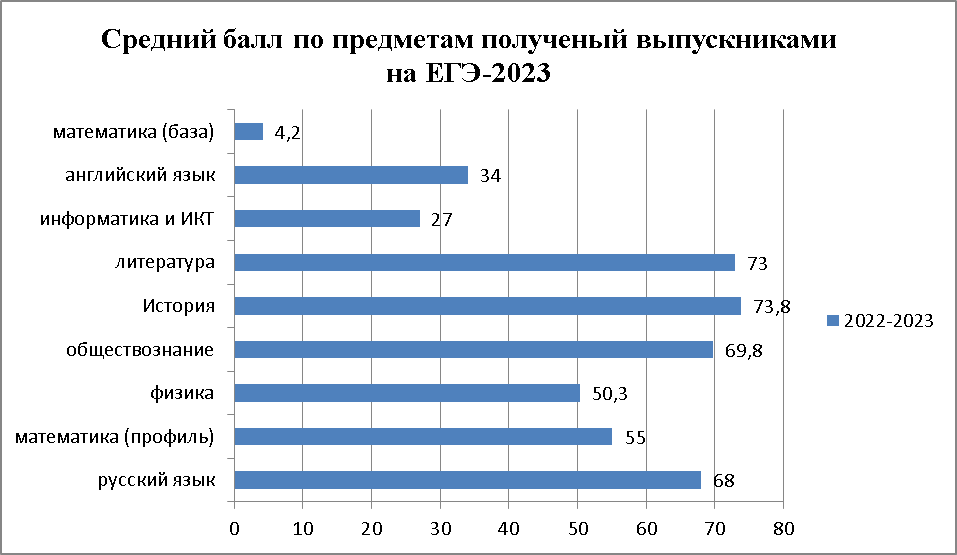 Средний балл по предметам полученый выпускниками
на ЕГЭ-2023
математика (база)
4,2
английский язык
34
информатика и ИКТ
27
литература
73
История
73,8
обществознание
69,8
физика
50,3
математика (профиль)
55
русский язык
68
2022-2023
0 10 20 30 40 50 60 70 80